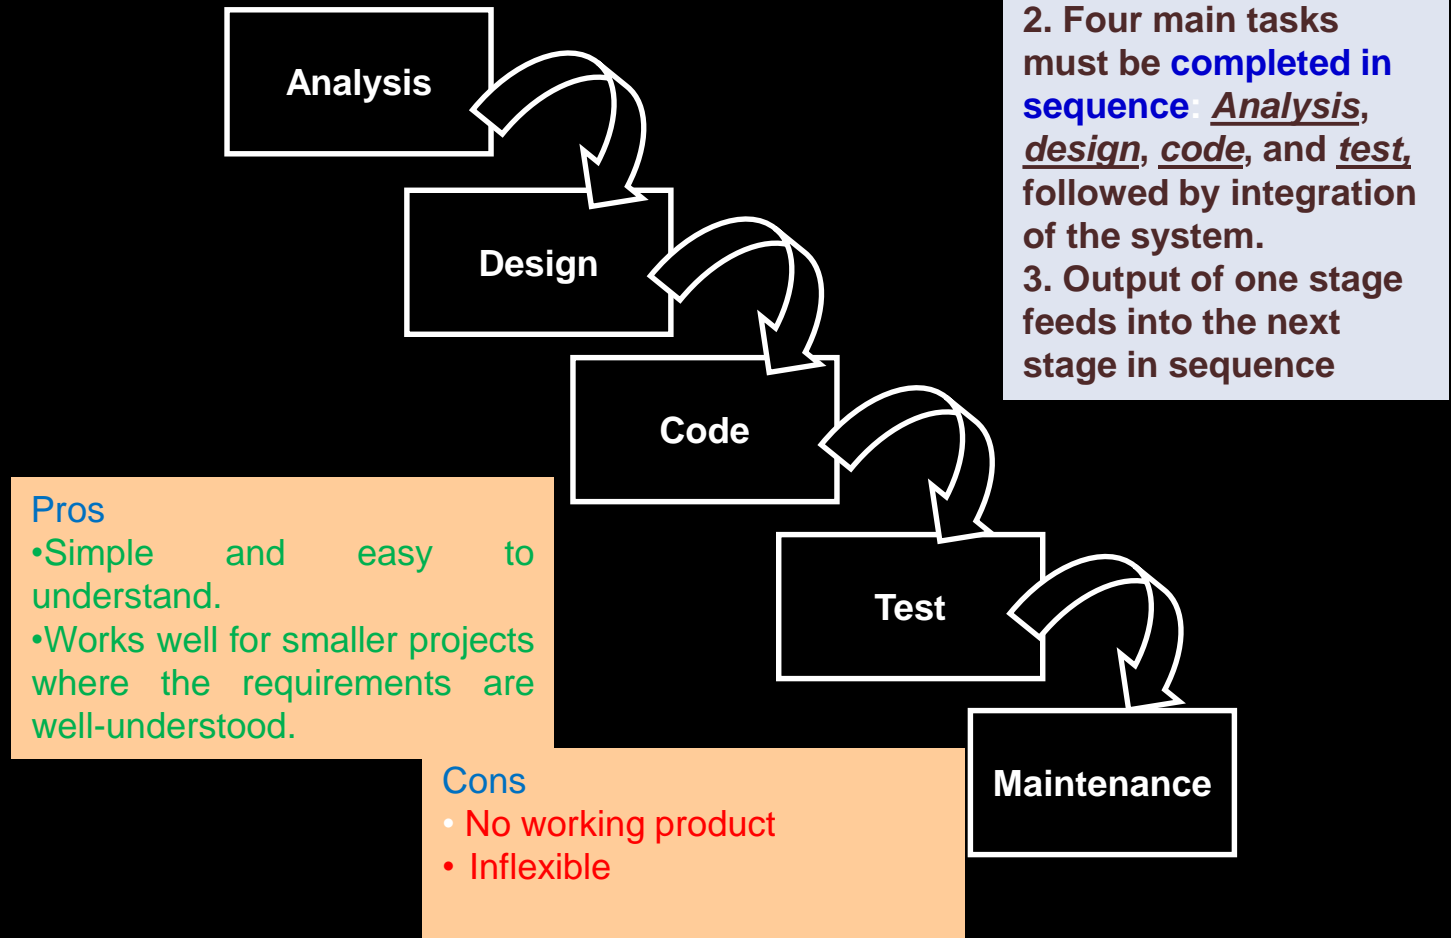 Analysis
2. Four main tasks
must be completed in
sequence: Analysis,
design, code, and test,
followed by integration
of the system.
3. Output of one stage
feeds into the next
stage in sequence
Design
Code
Pros
•Simple and easy to
understand.
•Works well for smaller projects
where the requirements are
well-understood.
Test
Cons
• No working product
• Inflexible
Maintenance